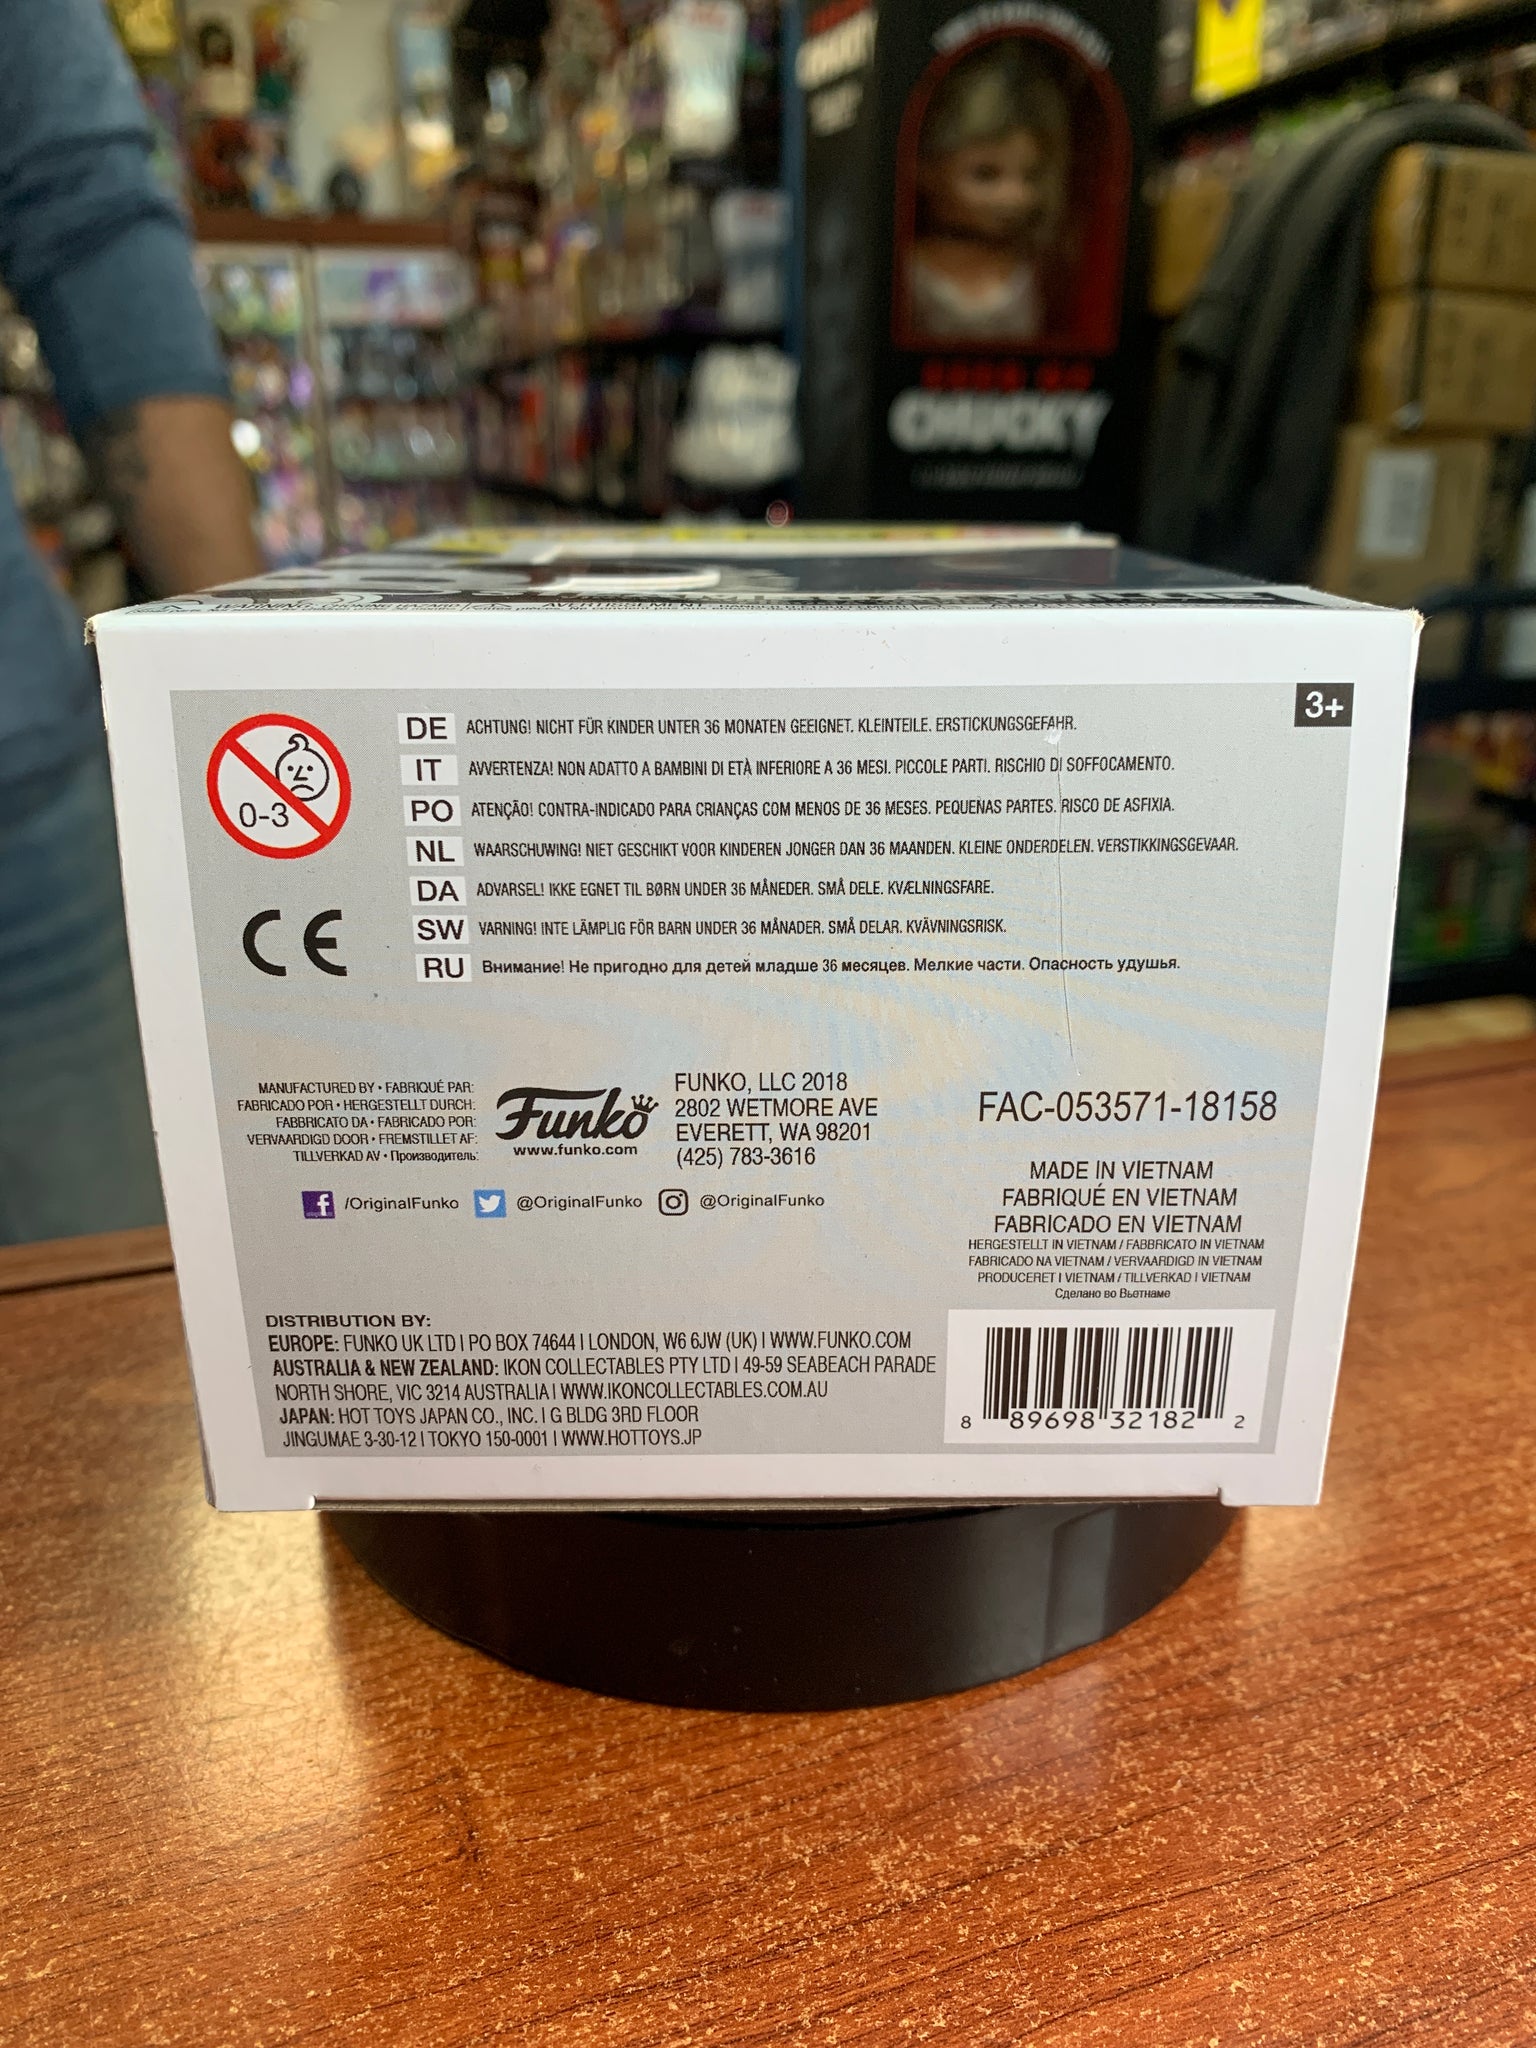 CHUCKY
WARNING: CHOKING HAZARD
AVERTISSEMENT
3+
0-3
DE ACHTUNG! NICHT FÜR KINDER UNTER 36 MONATEN GEEIGNET. KLEINTEILE. ERSTICKUNGSGEFAHR.
IT AVVERTENZA! NON ADATTO A BAMBINI DI ETÀ INFERIORE A 36 MESI. PICCOLE PARTI. RISCHIO DI SOFFOCAMENTO.
PO ATENÇÃO! CONTRA-INDICADO PARA CRIANÇAS COM MENOS DE 36 MESES. PEQUEÑAS PARTES. RISCO DE ASFIXIA.
NL WAARSCHUWING! NIET GESCHIKT VOOR KINDEREN JONGER DAN 36 MAANDEN. KLEINE ONDERDELEN. VERSTIKKINGSGEVAAR.
DA ADVARSEL! IKKE EGNET TIL BØRN UNDER 36 MÅNEDER. SMÅ DELE. KVÆLNINGSFARE.
SW VARNING! INTE LÄMPLIG FÖR BARN UNDER 36 MÅNADER. SMÅ DELAR. KVÄVNINGSRISK.
RU Внимание! Не пригодно для детей младше 36 месяцев. Мелкие части. Опасность удушья.
CE
MANUFACTURED BY • FABRIQUÉ PAR:
FABRICADO POR • HERGESTELLT DURCH:
FABBRICATO DA • FABRICADO POR:
VERVAARDIGD DOOR • FREMSTILLET AF:
TILLVERKAD AV • Производитель:
Funko
www.funko.com
FUNKO, LLC 2018
2802 WETMORE AVE
EVERETT, WA 98201
(425) 783-3616
/OriginalFunko @OriginalFunko @OriginalFunko
FAC-053571-18158
MADE IN VIETNAM
FABRIQUÉ EN VIETNAM
FABRICADO EN VIETNAM
HERGESTELLT IN VIETNAM / FABBRICATO IN VIETNAM
FABRICADO NA VIETNAM / VERVAARDIGD IN VIETNAM
PRODUCERET I VIETNAM / TILLVERKAD I VIETNAM
Сделано во Вьетнаме
DISTRIBUTION BY:
EUROPE: FUNKO UK LTD | PO BOX 74644 | LONDON, W6 6JW (UK) | WWW.FUNKO.COM
AUSTRALIA & NEW ZEALAND: IKON COLLECTABLES PTY LTD | 49-59 SEABEACH PARADE
NORTH SHORE, VIC 3214 AUSTRALIA | WWW.IKONCOLLECTABLES.COM.AU
JAPAN: HOT TOYS JAPAN CO., INC. | G BLDG 3RD FLOOR
JINGUMAE 3-30-12 | TOKYO 150-0001 | WWW.HOTTOYS.JP
8 89698 32182 2